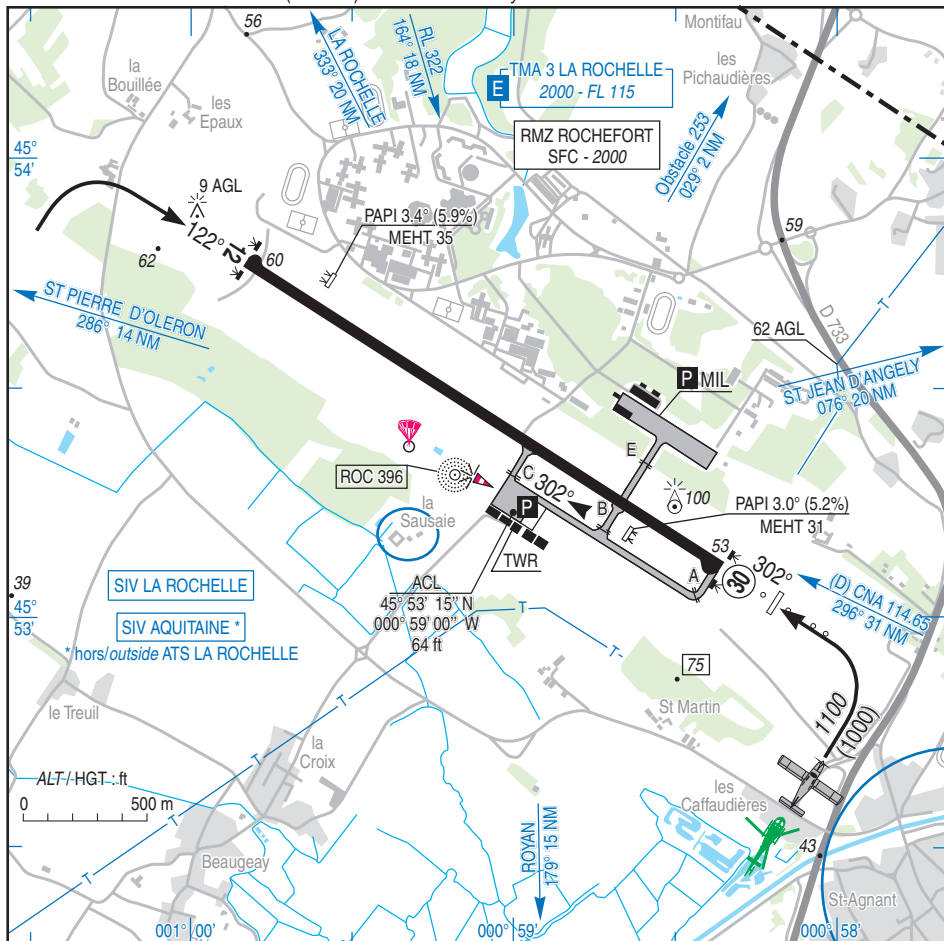 56
Montifau
la
Bouillée
les
Epaux
LA ROCHELLE
333° 20 NM
RL 322
164° 18 NM
E
TMA 3 LA ROCHELLE
2000 - FL 115
les
Pichaudières
RMZ ROCHEFORT
SFC - 2000
Obstacle 253
029° 2 NM
45°
54'
9 AGL
PAPI 3.4° (5.9%)
MEHT 35
122°
12
60
62
59
ST PIERRE D'OLERON
286° 14 NM
D 733
T
62 AGL
ST JEAN D'ANGELY
076° 20 NM
P MIL
E
ROC 396
C
302°
B
100
P
la
Sausaie
PAPI 3.0° (5.2%)
MEHT 31
TWR
53
A
30
302°
(D) CNA 114.65
296° 31 NM
39
45°
53'
SIV LA ROCHELLE
SIV AQUITAINE *
* hors/outside ATS LA ROCHELLE
ACL
45° 53' 15'' N
000° 59' 00'' W
64 ft
T
T
75
St Martin
le Treuil
T
la
Croix
1100
(1000)
ALT / HGT : ft
0 500 m
les
Caffaudières
T
Beaugeay
ROYAN
179° 15 NM
43
St-Agnant
001° 00'
000° 59'
000° 58'